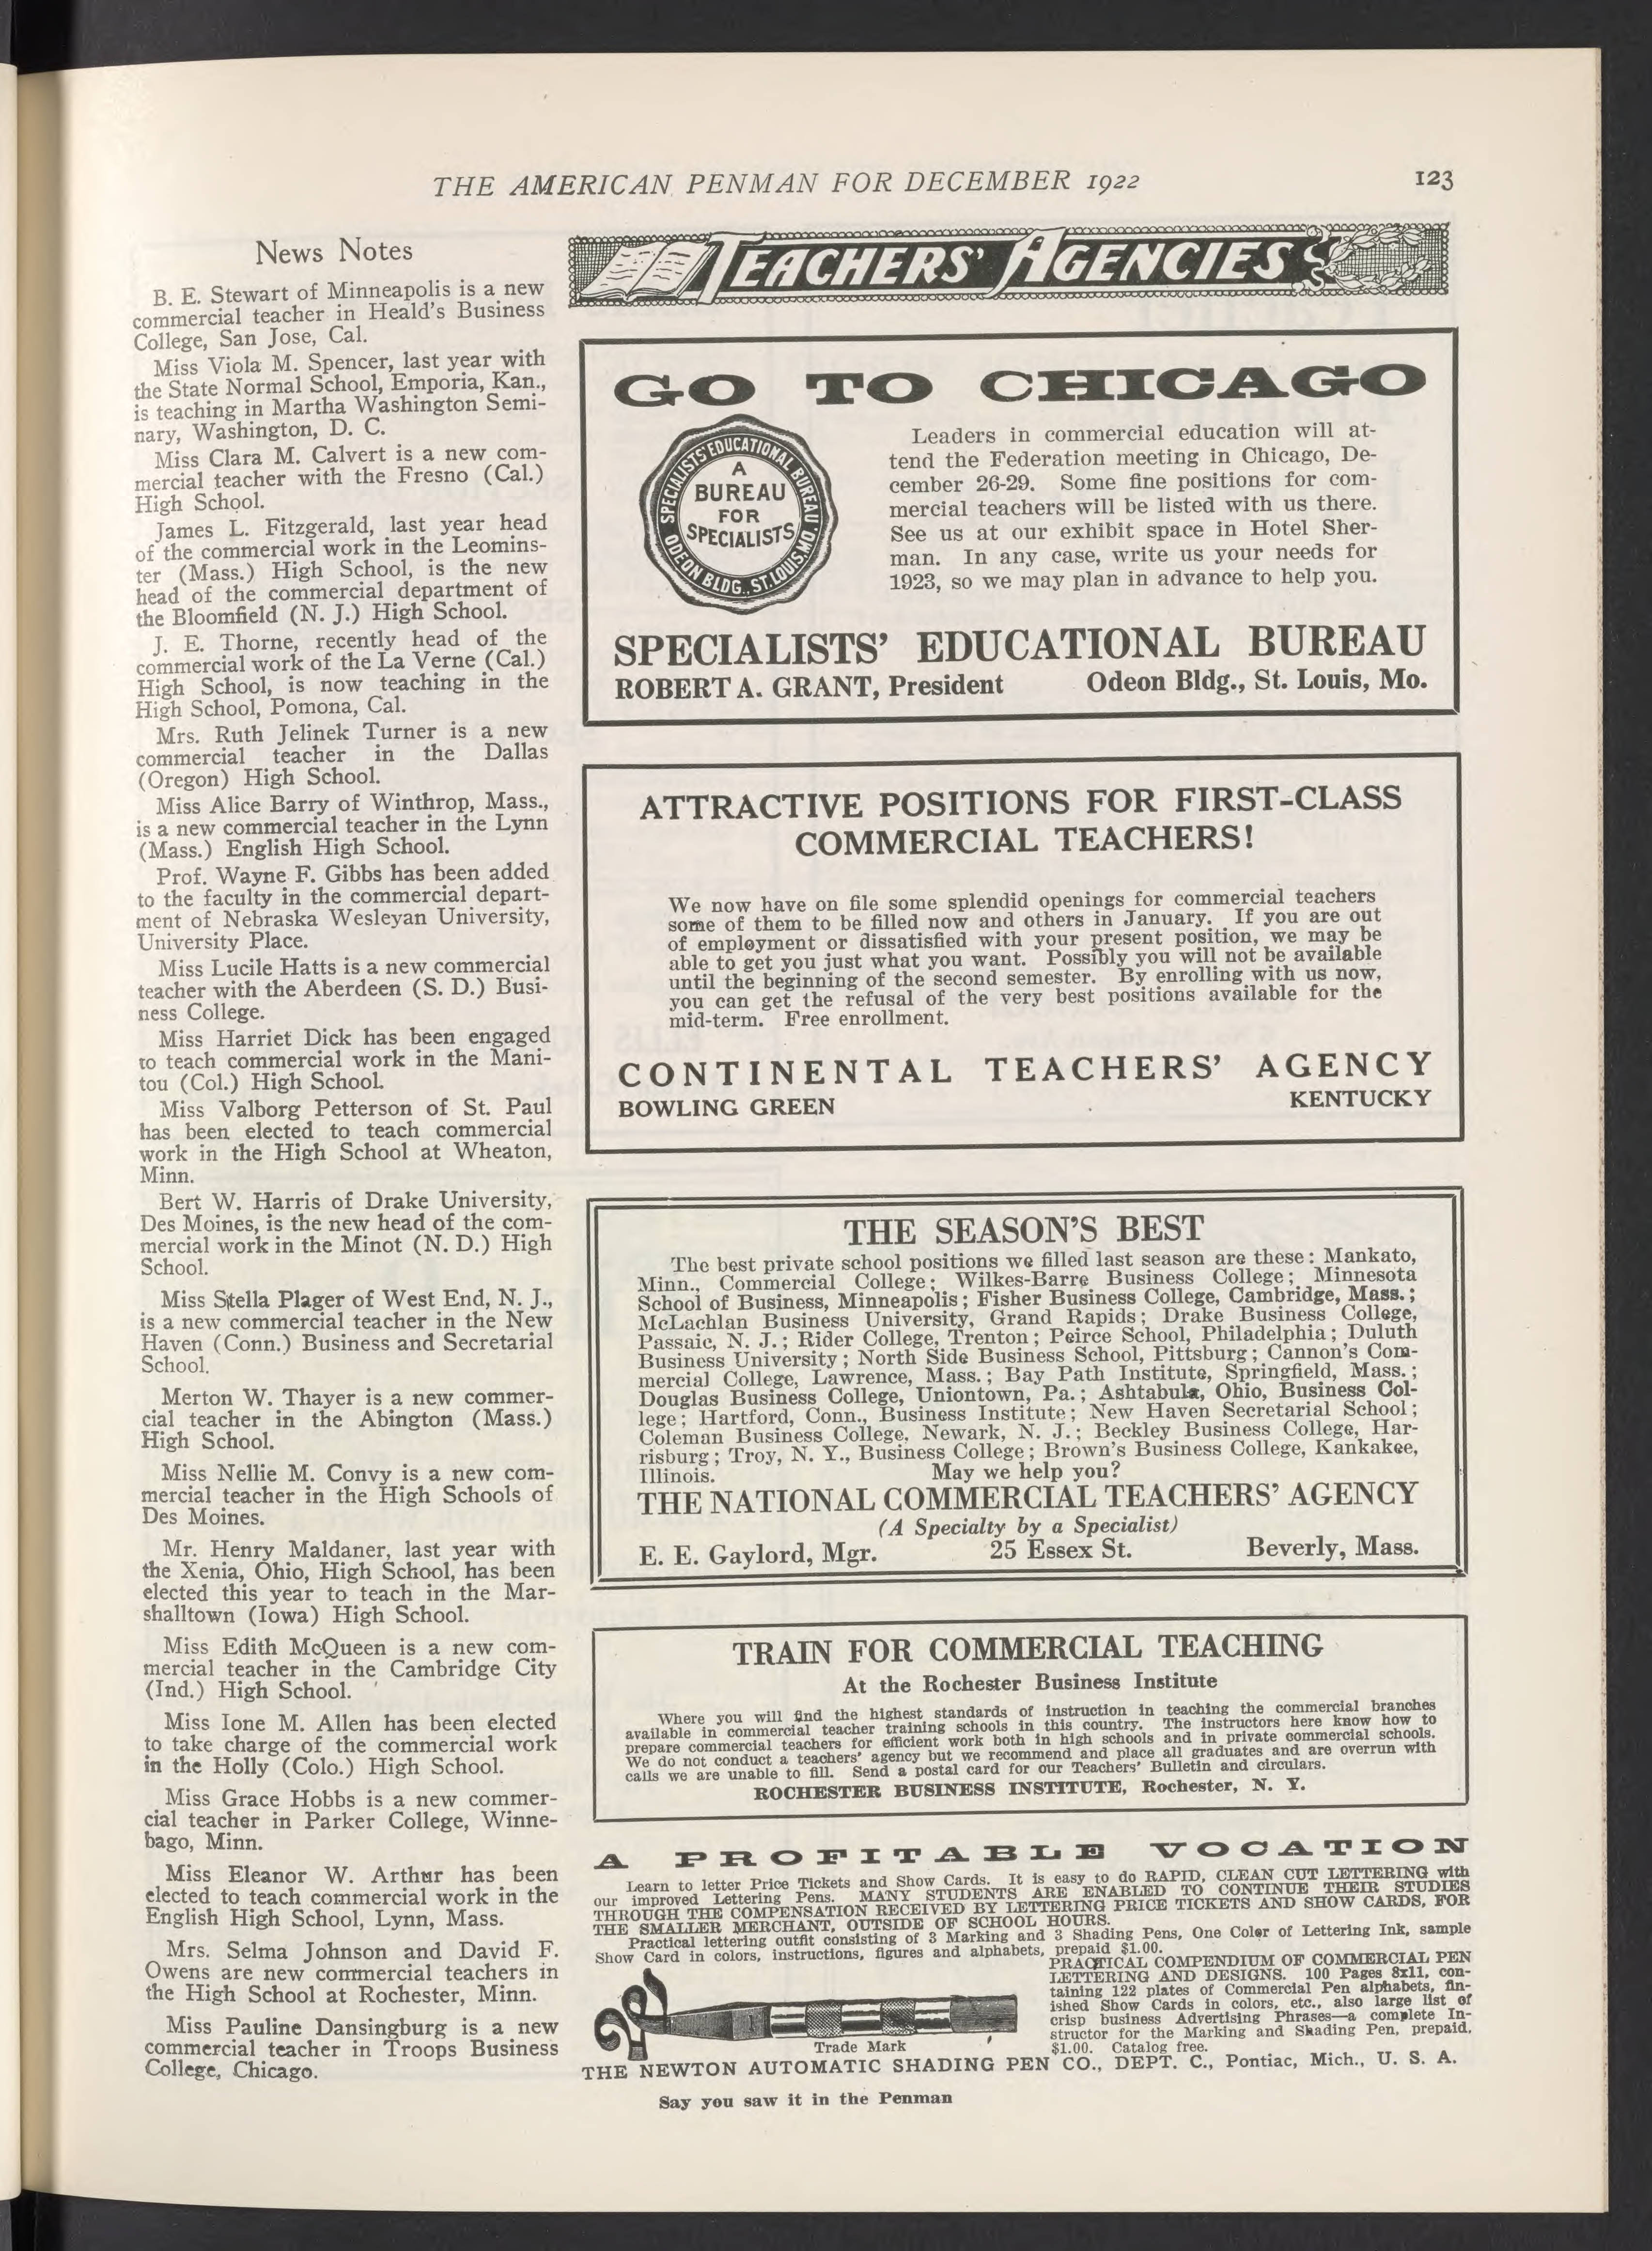 THE AMERICAN PENMAN FOR DECEMBER 1922
123
News Notes
B. E. Stewart of Minneapolis is a new
commercial teacher in Heald's Business
College, San Jose, Cal.
Miss Viola M. Spencer, last year with
the State Normal School, Emporia, Kan.,
is teaching in Martha Washington Semi-
nary, Washington, D. C.
Miss Clara M. Calvert is a new com-
mercial teacher with the Fresno (Cal.)
High School.
James L. Fitzgerald, last year head
of the commercial work in the Leomins-
ter (Mass.) High School, is the new
head of the commercial department of
the Bloomfield (N. J.) High School.
J. E. Thorne, recently head of the
commercial work of the La Verne (Cal.)
High School, is now teaching in the
High School, Pomona, Cal.
Mrs. Ruth Jelinek Turner is a new
commercial teacher in the Dallas
(Oregon) High School.
Miss Alice Barry of Winthrop, Mass.,
is a new commercial teacher in the Lynn
(Mass.) English High School.
Prof. Wayne F. Gibbs has been added
to the faculty in the commercial depart-
ment of Nebraska Wesleyan University,
University Place.
Miss Lucile Hatts is a new commercial
teacher with the Aberdeen (S. D.) Busi-
ness College.
Miss Harriet Dick has been engaged
to teach commercial work in the Mani-
tou (Col.) High School.
Miss Valborg Petterson of St. Paul
has been elected to teach commercial
work in the High School at Wheaton,
Minn.
Bert W. Harris of Drake University,
Des Moines, is the new head of the com-
mercial work in the Minot (N. D.) High
School.
Miss Stella Plager of West End, N. J.,
is a new commercial teacher in the New
Haven (Conn.) Business and Secretarial
School.
Merton W. Thayer is a new commer-
cial teacher in the Abington (Mass.)
High School.
Miss Nellie M. Convy is a new com-
mercial teacher in the High Schools of
Des Moines.
Mr. Henry Maldaner, last year with
the Xenia, Ohio, High School, has been
elected this year to teach in the Mar-
shalltown (Iowa) High School.
Miss Edith McQueen is a new com-
mercial teacher in the Cambridge City
(Ind.) High School.
Miss Ione M. Allen has been elected
to take charge of the commercial work
in the Holly (Colo.) High School.
Miss Grace Hobbs is a new commer-
cial teacher in Parker College, Winne-
bago, Minn.
Miss Eleanor W. Arthur has been
elected to teach commercial work in the
English High School, Lynn, Mass.
Mrs. Selma Johnson and David F.
Owens are new commercial teachers in
the High School at Rochester, Minn.
Miss Pauline Dansingburg is a new
commercial teacher in Troops Business
College, Chicago.
TEACHERS' AGENCIES
GO TO CHICAGO
SPECIALISTS' EDUCATIONAL BUREAU
ODEON BLDG., ST. LOUIS, MO.
A
BUREAU
FOR
SPECIALISTS
Leaders in commercial education will at-
tend the Federation meeting in Chicago, De-
cember 26-29. Some fine positions for com-
mercial teachers will be listed with us there.
See us at our exhibit space in Hotel Sher-
man. In any case, write us your needs for
1923, so we may plan in advance to help you.
SPECIALISTS' EDUCATIONAL BUREAU
ROBERT A. GRANT, President Odeon Bldg., St. Louis, Mo.
ATTRACTIVE POSITIONS FOR FIRST-CLASS
COMMERCIAL TEACHERS!
We now have on file some splendid openings for commercial teachers
some of them to be filled now and others in January. If you are out
of employment or dissatisfied with your present position, we may be
able to get you just what you want. Possibly you will not be available
until the beginning of the second semester. By enrolling with us now,
you can get the refusal of the very best positions available for the
mid-term. Free enrollment.
CONTINENTAL TEACHERS' AGENCY
BOWLING GREEN KENTUCKY
THE SEASON'S BEST
The best private school positions we filled last season are these: Mankato,
Minn., Commercial College; Wilkes-Barre Business College; Minnesota
School of Business, Minneapolis; Fisher Business College, Cambridge, Mass.;
McLachlan Business University, Grand Rapids; Drake Business College,
Passaic, N. J.; Rider College, Trenton; Peirce School, Philadelphia; Duluth
Business University; North Side Business School, Pittsburg; Cannon's Com-
mercial College, Lawrence, Mass.; Bay Path Institute, Springfield, Mass.;
Douglas Business College, Uniontown, Pa.; Ashtabula, Ohio, Business Col-
lege; Hartford, Conn., Business Institute; New Haven Secretarial School;
Coleman Business College, Newark, N. J.; Beckley Business College, Har-
risburg; Troy, N. Y., Business College; Brown's Business College, Kankakee,
Illinois. May we help you?
THE NATIONAL COMMERCIAL TEACHERS' AGENCY
(A Specialty by a Specialist)
E. E. Gaylord, Mgr. 25 Essex St. Beverly, Mass.
TRAIN FOR COMMERCIAL TEACHING
At the Rochester Business Institute
Where you will find the highest standards of instruction in teaching the commercial branches
available in commercial teacher training schools in this country. The instructors here know how to
prepare commercial teachers for efficient work both in high schools and in private commercial schools.
We do not conduct a teachers' agency but we recommend and place all graduates and are overrun with
calls we are unable to fill. Send a postal card for our Teachers' Bulletin and circulars.
ROCHESTER BUSINESS INSTITUTE, Rochester, N. Y.
A PROFITABLE VOCATION
Learn to letter Price Tickets and Show Cards. It is easy to do RAPID, CLEAN CUT LETTERING with
our improved Lettering Pens. MANY STUDENTS ARE ENABLED TO CONTINUE THEIR STUDIES
THROUGH THE COMPENSATION RECEIVED BY LETTERING PRICE TICKETS AND SHOW CARDS, FOR
THE SMALLER MERCHANT, OUTSIDE OF SCHOOL HOURS.
Practical lettering outfit consisting of 3 Marking and 3 Shading Pens, One Color of Lettering Ink, sample
Show Card in colors, instructions, figures and alphabets, prepaid $1.00.
PRACTICAL COMPENDIUM OF COMMERCIAL PEN
LETTERING AND DESIGNS. 100 Pages 8x11, con-
taining 122 plates of Commercial Pen alphabets, fin-
ished Show Cards in colors, etc., also large list of
crisp business Advertising Phrases—a complete In-
structor for the Marking and Shading Pen, prepaid,
$1.00. Catalog free.
Trade Mark
THE NEWTON AUTOMATIC SHADING PEN CO., DEPT. C., Pontiac, Mich., U. S. A.
Say you saw it in the Penman